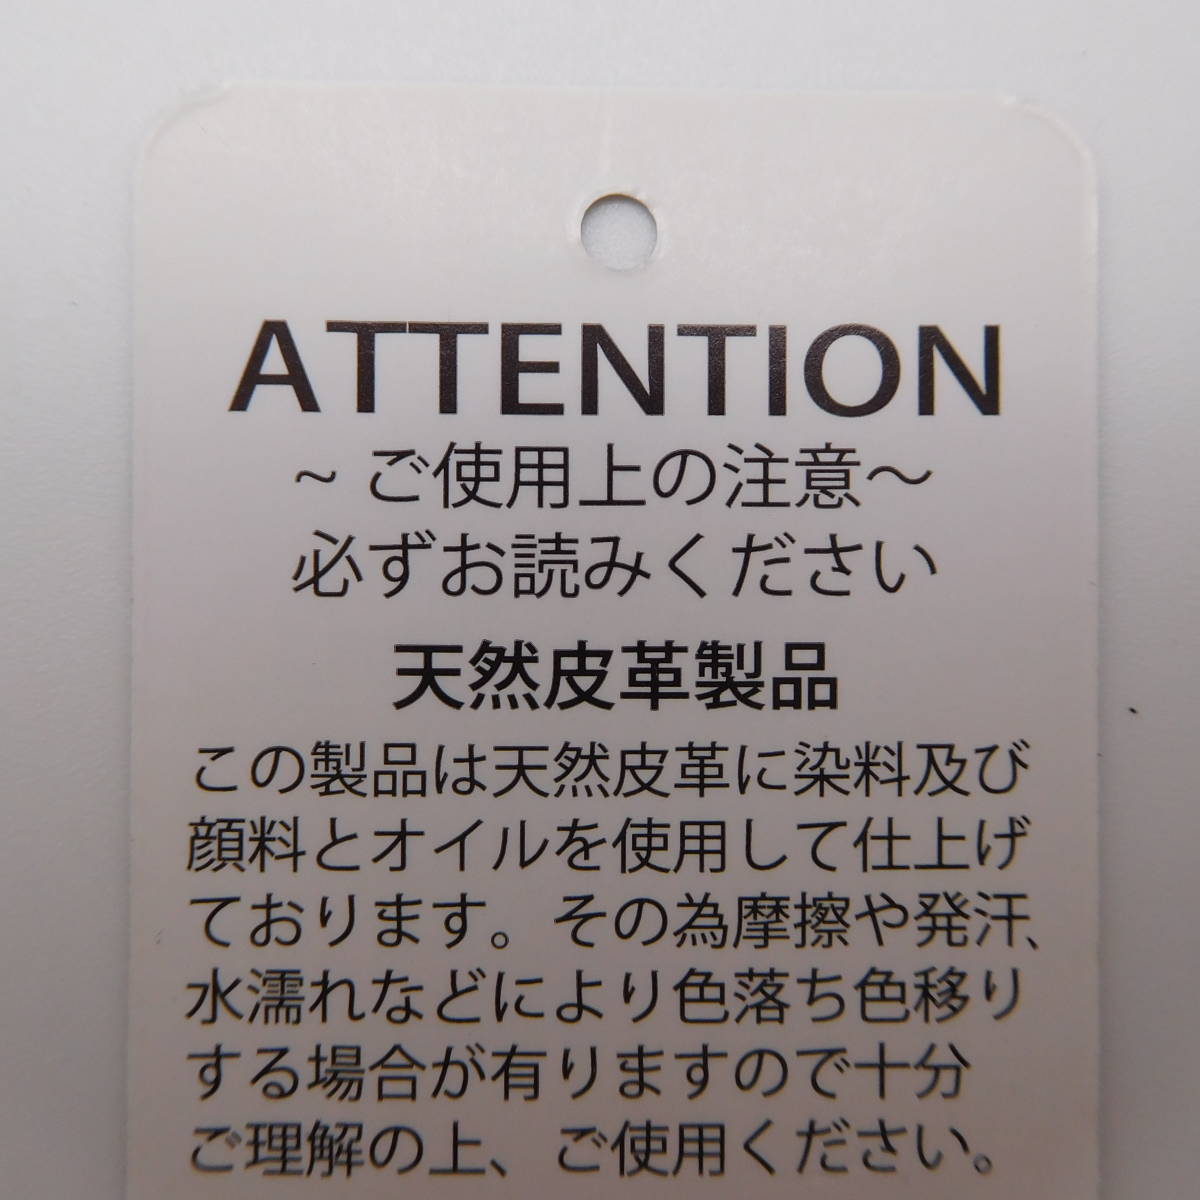 ATTENTION
~ ご使用上の注意～
必ずお読みください
天然皮革製品
この製品は天然皮革に染料及び
顔料とオイルを使用して仕上げ
ております。その為摩擦や発汗、
水濡れなどにより色落ち色移り
する場合が有りますので十分
ご理解の上、ご使用ください。